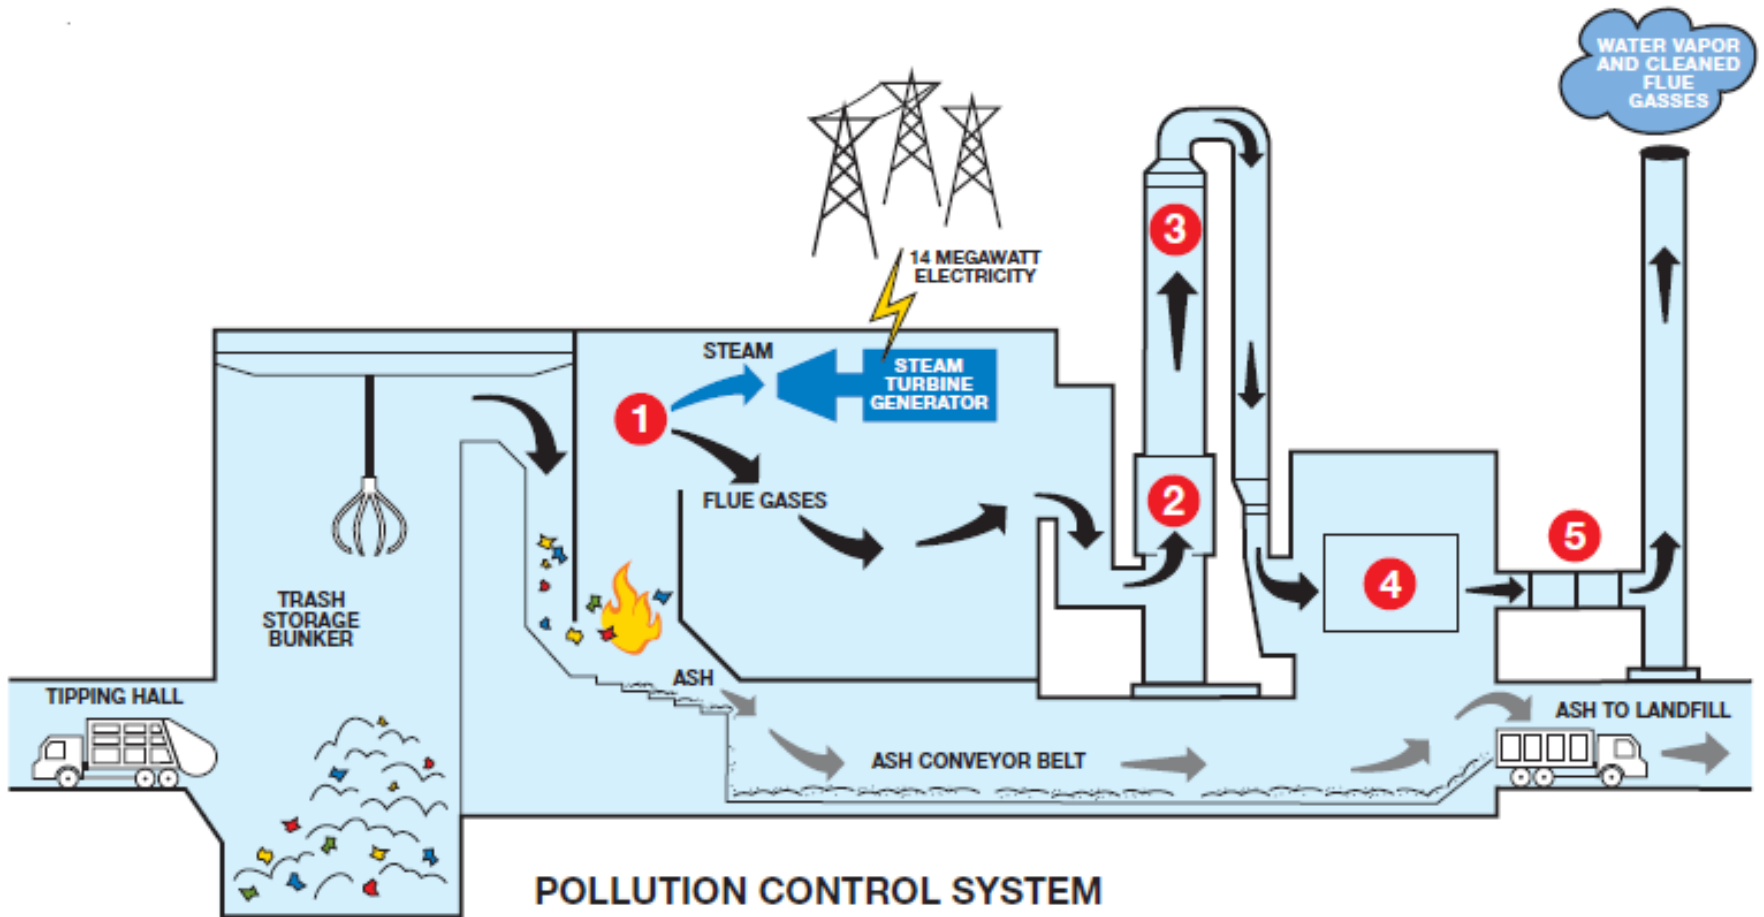 WATER VAPOR
AND CLEANED
FLUE
GASSES
14 MEGAWATT
ELECTRICITY
3
STEAM
STEAM
TURBINE
GENERATOR
1
FLUE GASES
2
5
4
TRASH
STORAGE
BUNKER
TIPPING HALL
ASH
ASH TO LANDFILL
ASH CONVEYOR BELT
POLLUTION CONTROL SYSTEM